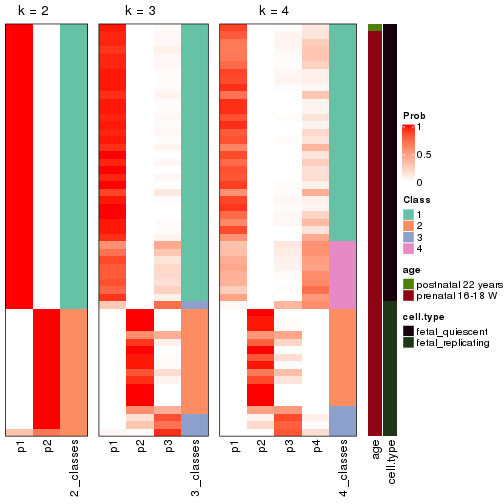 k = 2
k = 3
k = 4
p1
p2
2_classes
p1
p2
p3
3_classes
p1
p2
p3
p4
4_classes
age
cell.type
Prob
1
0.5
0
Class
1
2
3
4
age
postnatal 22 years
prenatal 16-18 W
cell.type
fetal_quiescent
fetal_replicating